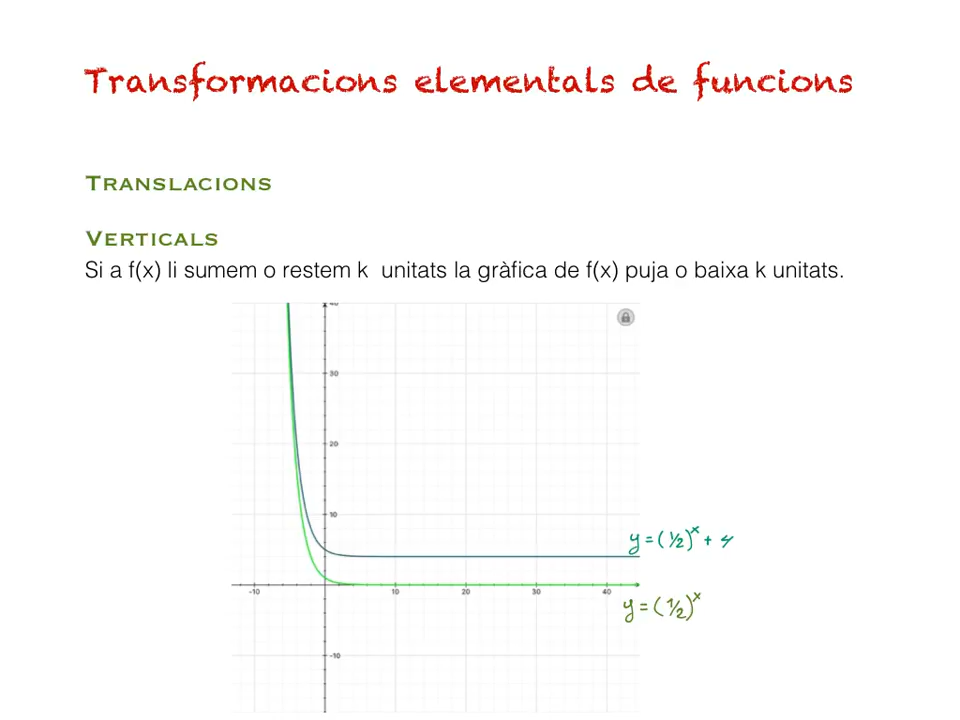 Transformacions elementals de funcions
TRANSLACIONS
VERTICALS
Si a f(x) li sumem o restem k unitats la gràfica de f(x) puja o baixa k unitats.
40
30
20
10
y = (1/2)^x + 4
-10 10 20 30 40
y = (1/2)^x
-10